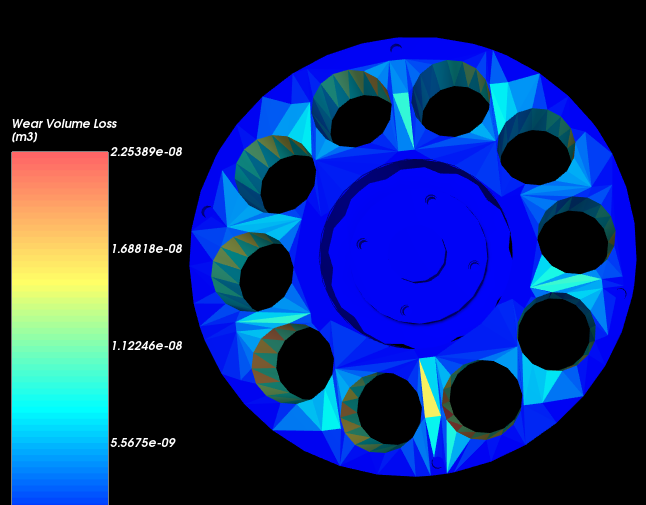 Wear Volume Loss
(m3)
2.25389e-08
1.68818e-08
1.12246e-08
5.5675e-09